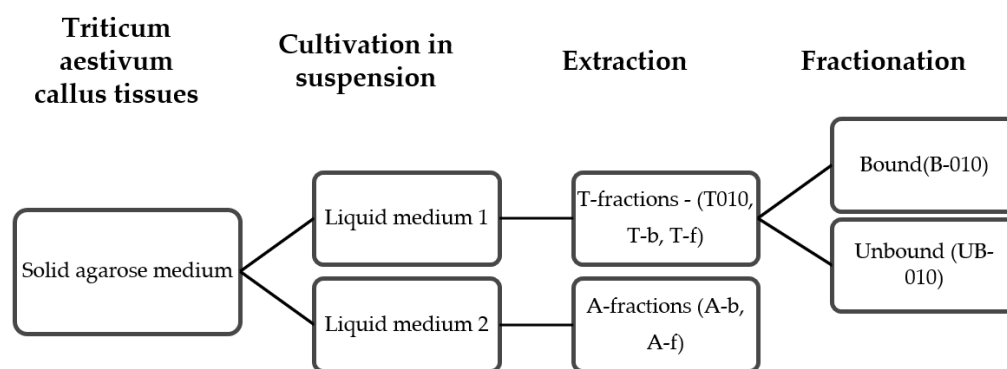 Triticum
aestivum
callus tissues
Cultivation in
suspension
Extraction
Fractionation
Solid agarose medium
Liquid medium 1
Liquid medium 2
T-fractions - (T010,
T-b, T-f)
A-fractions (A-b,
A-f)
Bound(B-010)
Unbound (UB-
010)